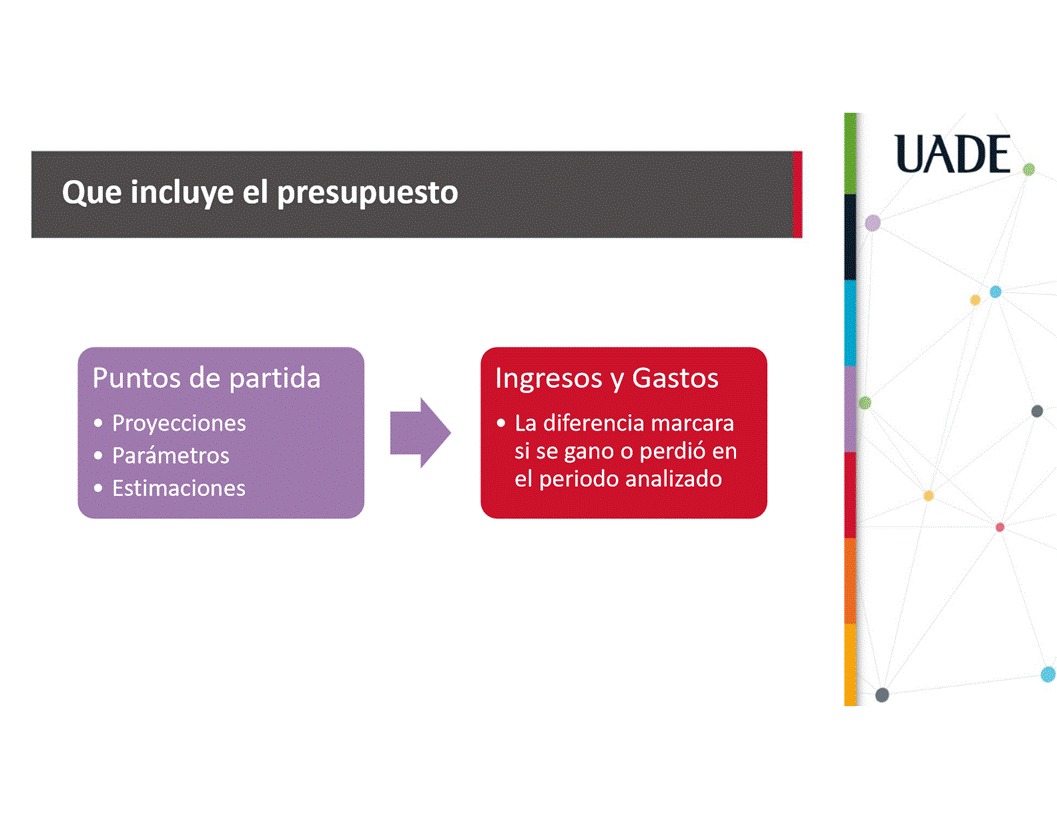 UADE
Que incluye el presupuesto
Puntos de partida
• Proyecciones
• Parámetros
• Estimaciones
Ingresos y Gastos
• La diferencia marcara
si se gano o perdió en
el periodo analizado